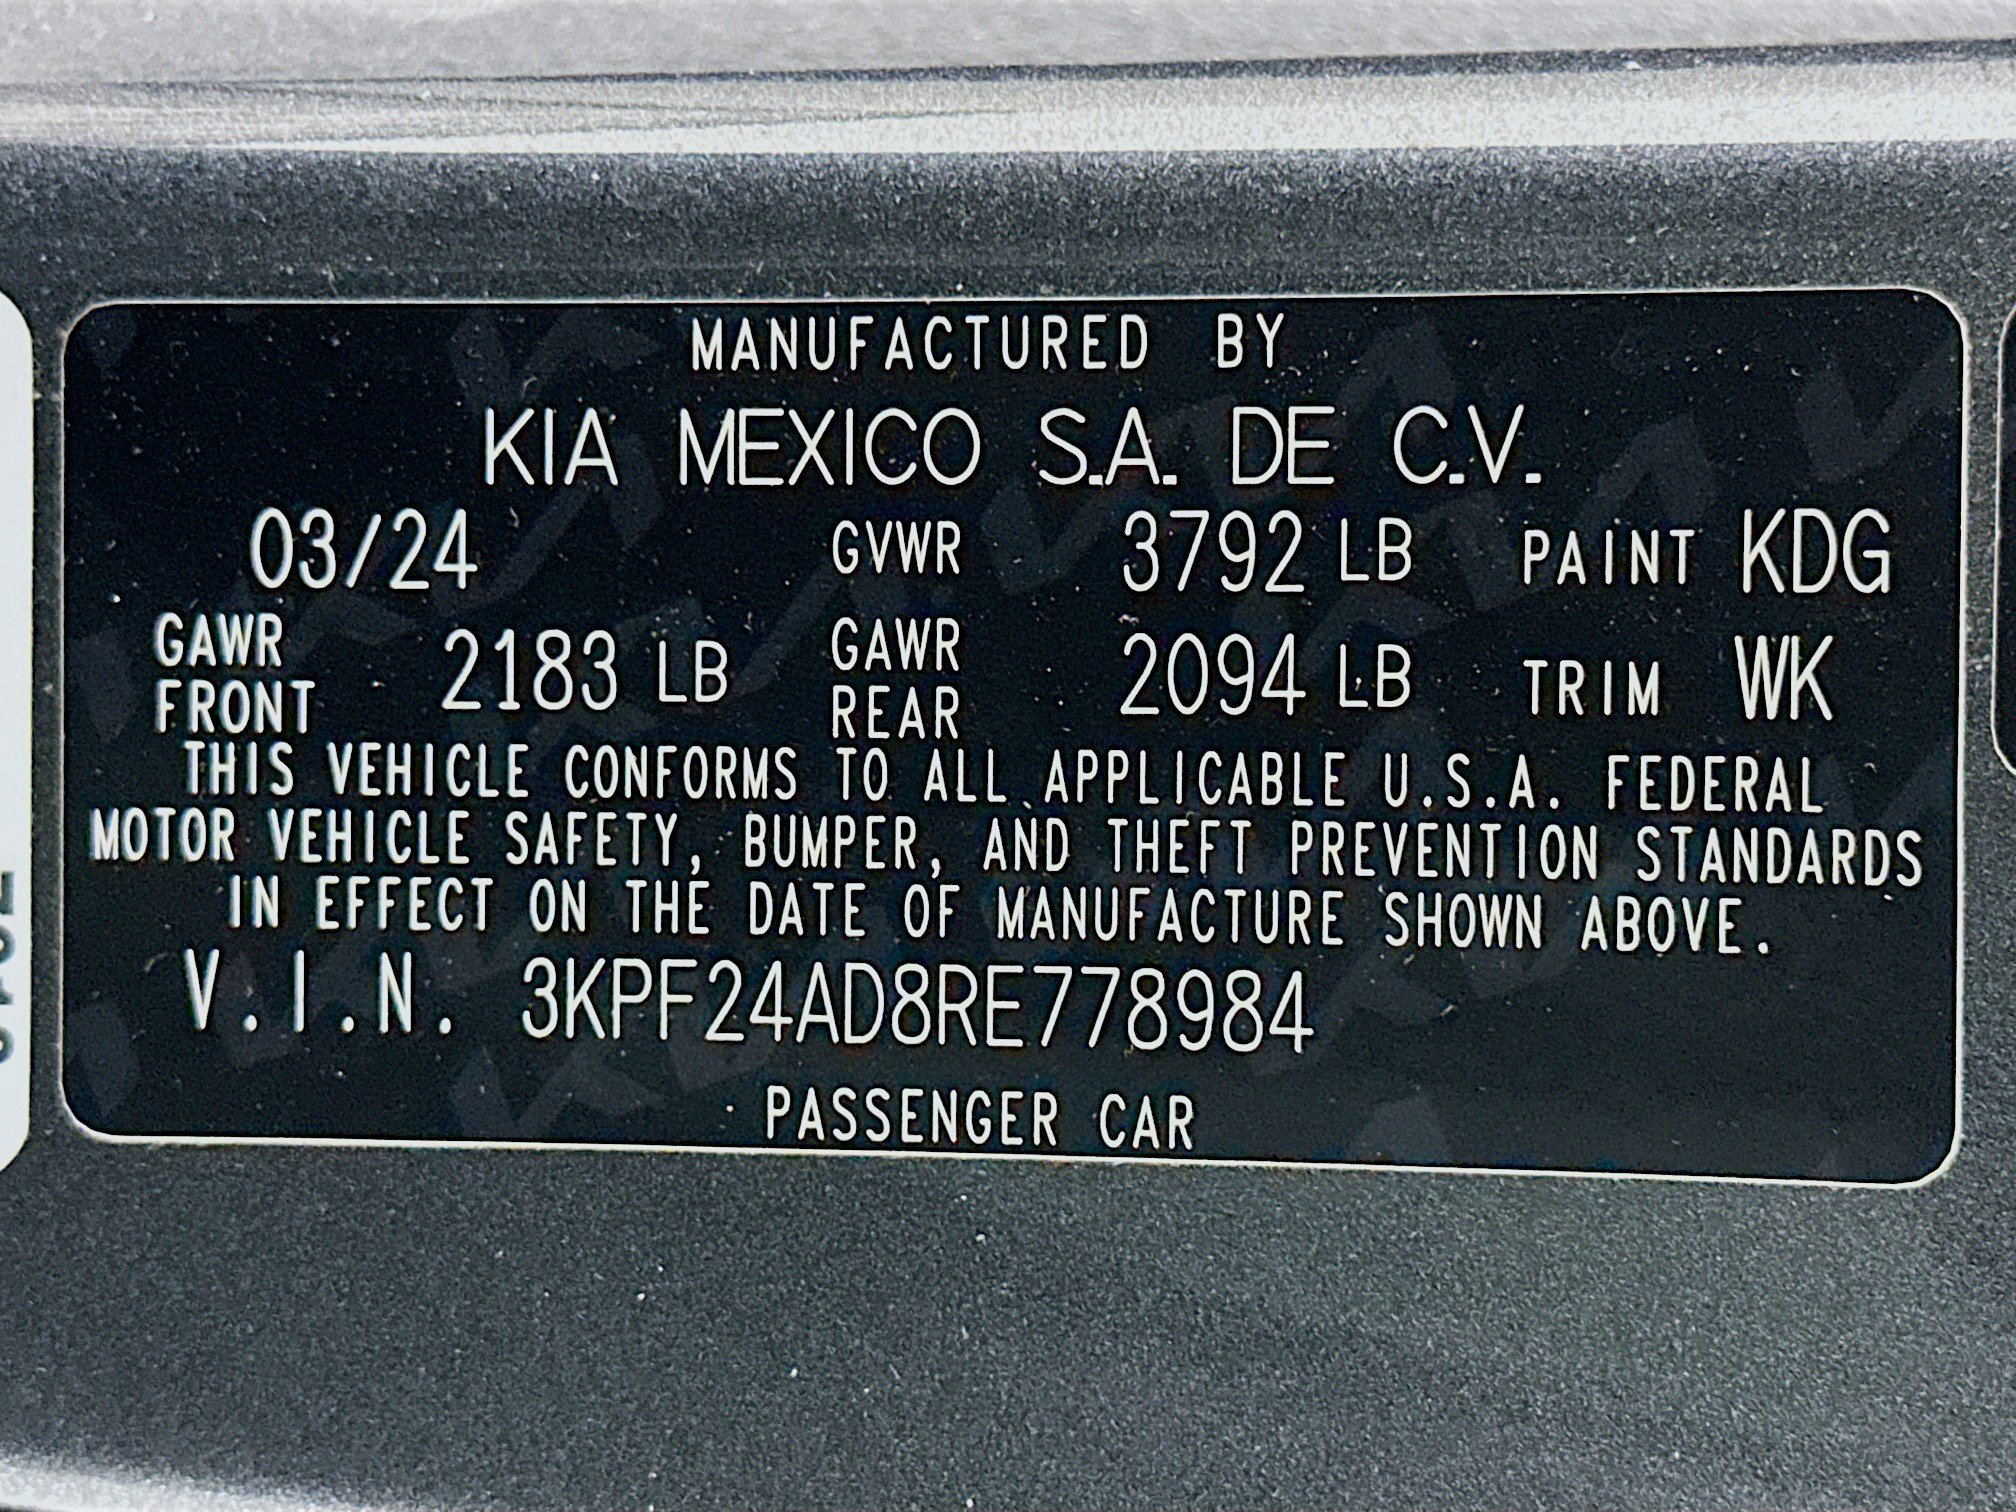 MANUFACTURED BY
KIA MEXICO S.A. DE C.V.
03/24 GVWR 3792 LB PAINT KDG
GAWR FRONT 2183 LB GAWR REAR 2094 LB TRIM WK
THIS VEHICLE CONFORMS TO ALL APPLICABLE U.S.A. FEDERAL
MOTOR VEHICLE SAFETY, BUMPER, AND THEFT PREVENTION STANDARDS
IN EFFECT ON THE DATE OF MANUFACTURE SHOWN ABOVE.
V.I.N. 3KPF24AD8RE778984
PASSENGER CAR